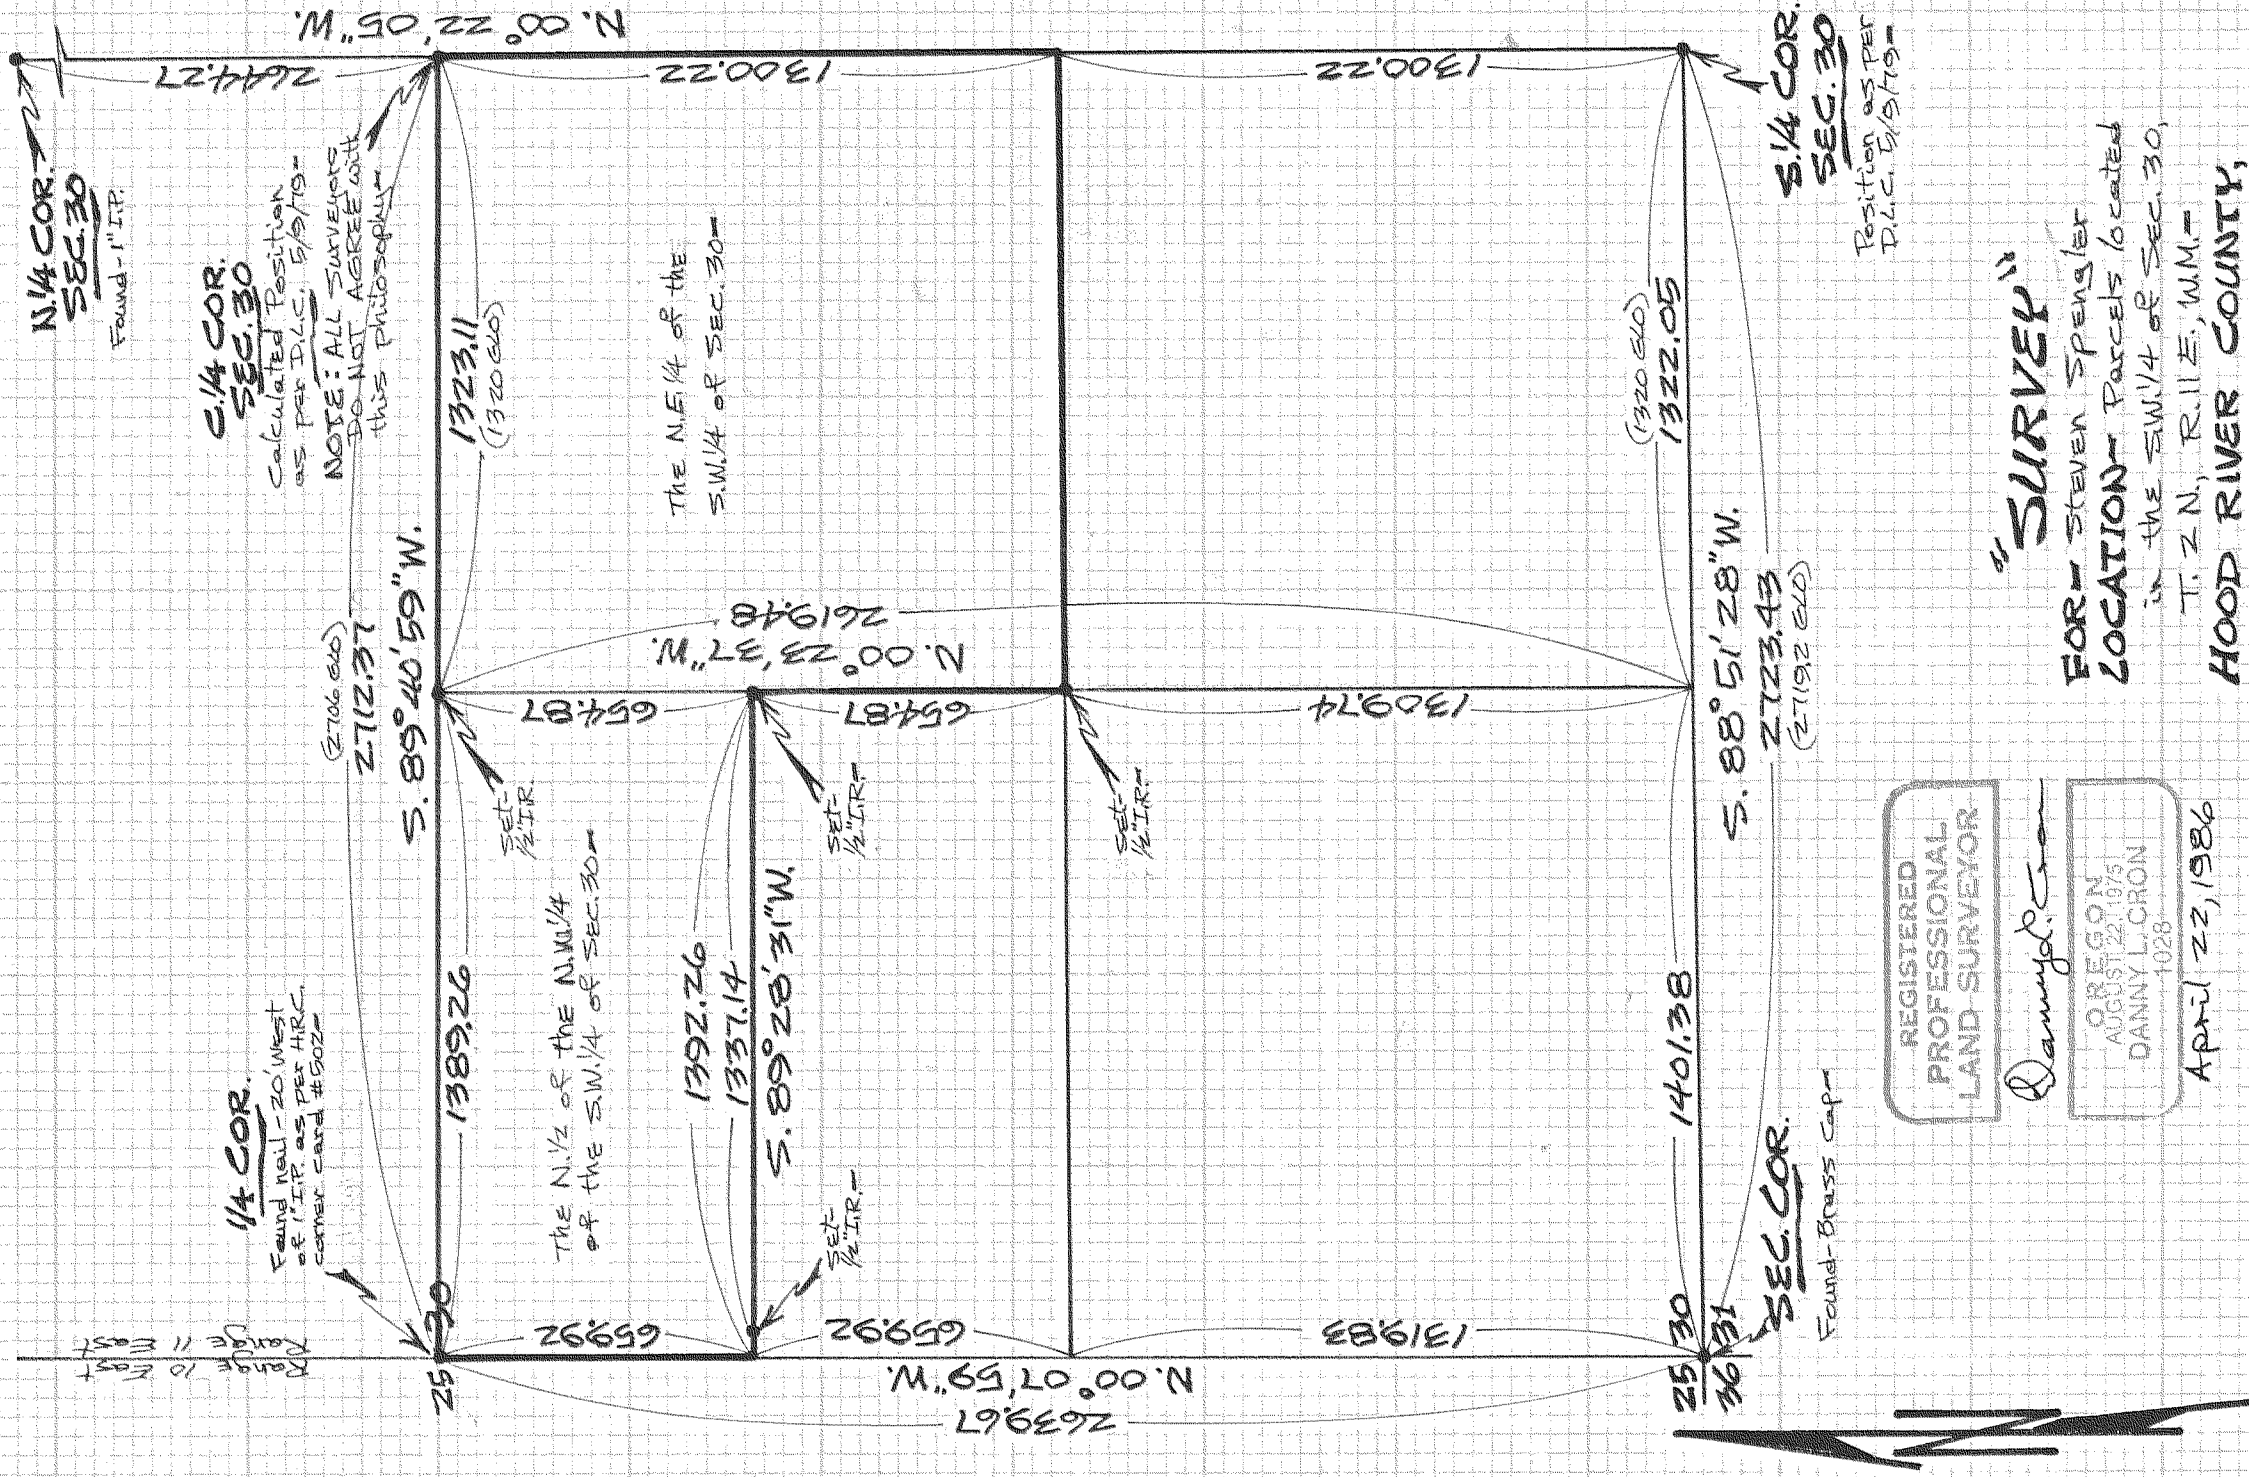 N. 00° 22' 05" W.
2644.27
1300.22
1300.22
N.1/4 COR.
SEC. 30
Found-1" I.P.
C.1/4 COR.
SEC. 30
Calculated Position
as per D.L.C. 5/9/79-
NOTE: ALL Surveyors
DO NOT AGREE with
this philosophy-
1/4 COR.
Found nail-20' West
of 1" I.P. as per H.R.C.
corner card #502-
Range 10 East
Range 11 East
(2706 GLO)
2712.37
S. 89° 40' 59" W.
25
30
1389.26
1323.11
(1320 GLO)
Set-
1/2" I.R.
The N.1/2 of the N.W.1/4
of the S.W.1/4 of Sec. 30-
The N.E.1/4 of the
S.W.1/4 of Sec. 30-
659.92
659.92
1319.83
N. 00° 07' 59" W.
2639.67
654.87
654.87
1309.74
N. 00° 23' 37" W.
2619.48
1392.26
1337.14
S. 89° 28' 31" W.
Set-
1/2" I.R.-
Set-
1/2" I.R.-
Set-
1/2" I.R.-
(1320 GLO)
1322.05
1401.38
S. 88° 51' 28" W.
2723.43
(2719.2 GLO)
25 30
36 31
SEC. COR.
Found-Brass Cap-
S.1/4 COR.
SEC. 30
Position as per
D.L.C. 5/9/79-
"SURVEY"
FOR- Steven Spengler
LOCATION- Parcels located
in the S.W.1/4 of Sec. 30,
T. 2 N., R. 11 E., W.M.-
HOOD RIVER COUNTY,
REGISTERED
PROFESSIONAL
LAND SURVEYOR
Danny L. Cron
OREGON
AUGUST 22, 1975
DANNY L. CRON
1028
April 22, 1986
N